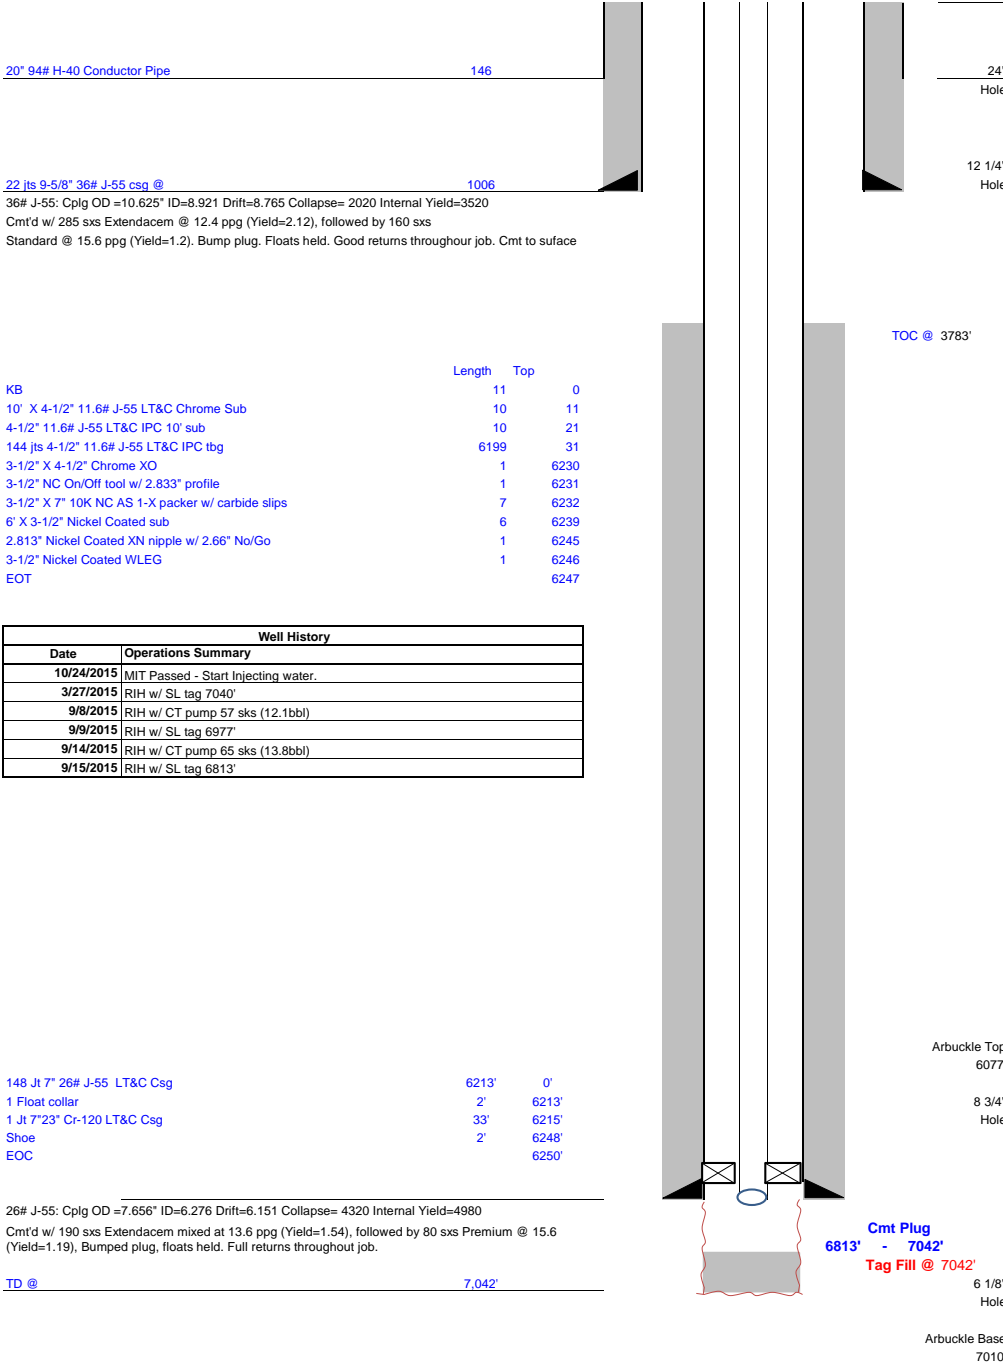 20" 94# H-40 Conductor Pipe 146 24'
Hole
12 1/4'
22 jts 9-5/8" 36# J-55 csg @ 1006 Hole
36# J-55: Cplg OD =10.625" ID=8.921 Drift=8.765 Collapse= 2020 Internal Yield=3520
Cmt'd w/ 285 sxs Extendacem @ 12.4 ppg (Yield=2.12), followed by 160 sxs
Standard @ 15.6 ppg (Yield=1.2). Bump plug. Floats held. Good returns throughour job. Cmt to suface
TOC @ 3783'
Length Top
KB 11 0
10' X 4-1/2" 11.6# J-55 LT&C Chrome Sub 10 11
4-1/2" 11.6# J-55 LT&C IPC 10' sub 10 21
144 jts 4-1/2" 11.6# J-55 LT&C IPC tbg 6199 31
3-1/2" X 4-1/2" Chrome XO 1 6230
3-1/2" NC On/Off tool w/ 2.833" profile 1 6231
3-1/2" X 7" 10K NC AS 1-X packer w/ carbide slips 7 6232
6' X 3-1/2" Nickel Coated sub 6 6239
2.813" Nickel Coated XN nipple w/ 2.66" No/Go 1 6245
3-1/2" Nickel Coated WLEG 1 6246
EOT 6247
Well History
Date Operations Summary
10/24/2015 MIT Passed - Start Injecting water.
3/27/2015 RIH w/ SL tag 7040'
9/8/2015 RIH w/ CT pump 57 sks (12.1bbl)
9/9/2015 RIH w/ SL tag 6977'
9/14/2015 RIH w/ CT pump 65 sks (13.8bbl)
9/15/2015 RIH w/ SL tag 6813'
Arbuckle Top
6077
148 Jt 7" 26# J-55 LT&C Csg 6213' 0'
1 Float collar 2' 6213' 8 3/4'
1 Jt 7"23" Cr-120 LT&C Csg 33' 6215' Hole
Shoe 2' 6248'
EOC 6250'
26# J-55: Cplg OD =7.656" ID=6.276 Drift=6.151 Collapse= 4320 Internal Yield=4980
Cmt'd w/ 190 sxs Extendacem mixed at 13.6 ppg (Yield=1.54), followed by 80 sxs Premium @ 15.6
(Yield=1.19), Bumped plug, floats held. Full returns throughout job.
Cmt Plug
6813' - 7042'
Tag Fill @ 7042'
TD @ 7,042' 6 1/8'
Hole
Arbuckle Base
7010